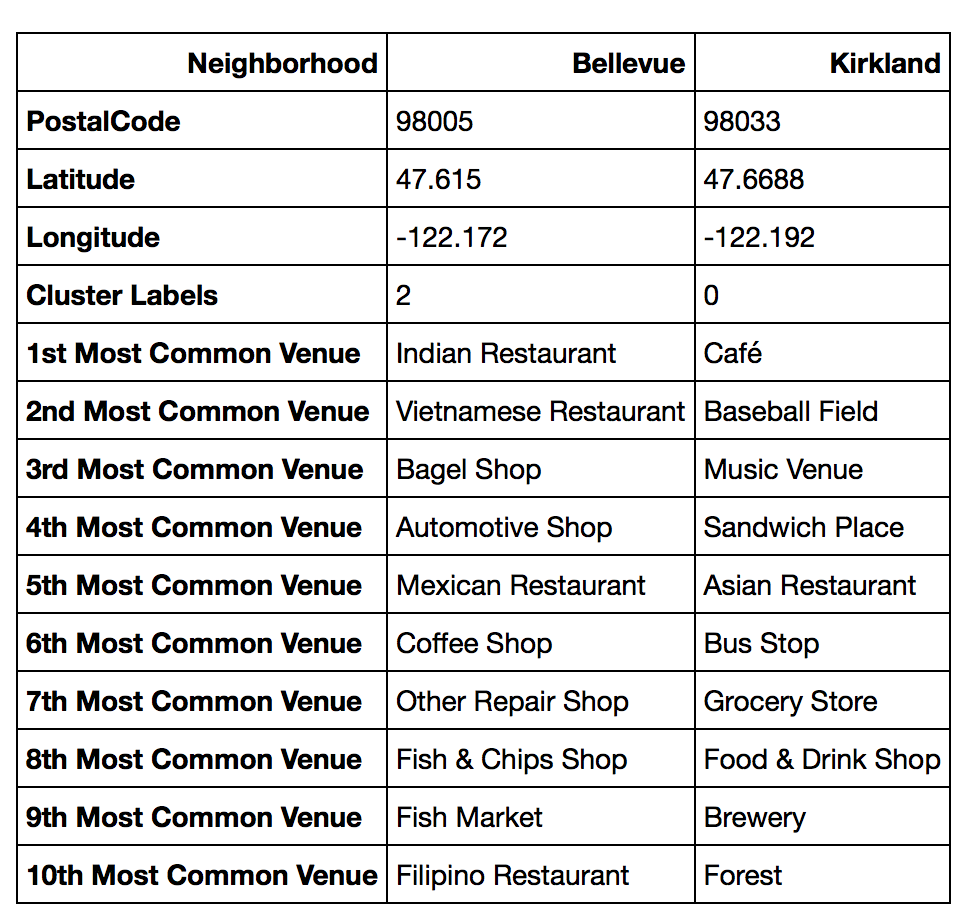 Neighborhood Bellevue Kirkland
PostalCode 98005 98033
Latitude 47.615 47.6688
Longitude -122.172 -122.192
Cluster Labels 2 0
1st Most Common Venue Indian Restaurant Café
2nd Most Common Venue Vietnamese Restaurant Baseball Field
3rd Most Common Venue Bagel Shop Music Venue
4th Most Common Venue Automotive Shop Sandwich Place
5th Most Common Venue Mexican Restaurant Asian Restaurant
6th Most Common Venue Coffee Shop Bus Stop
7th Most Common Venue Other Repair Shop Grocery Store
8th Most Common Venue Fish & Chips Shop Food & Drink Shop
9th Most Common Venue Fish Market Brewery
10th Most Common Venue Filipino Restaurant Forest